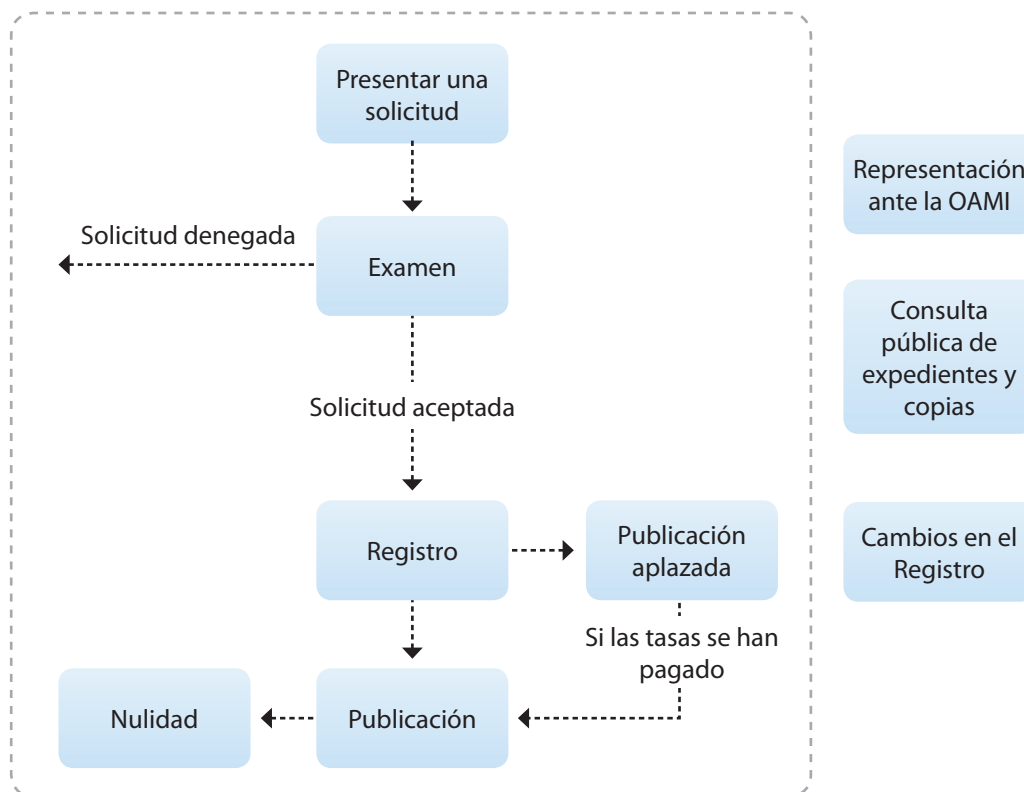 Presentar una
solicitud
Solicitud denegada
Examen
Solicitud aceptada
Registro
Publicación
aplazada
Si las tasas se han
pagado
Nulidad
Publicación
Representación
ante la OAMI
Consulta
pública de
expedientes y
copias
Cambios en el
Registro